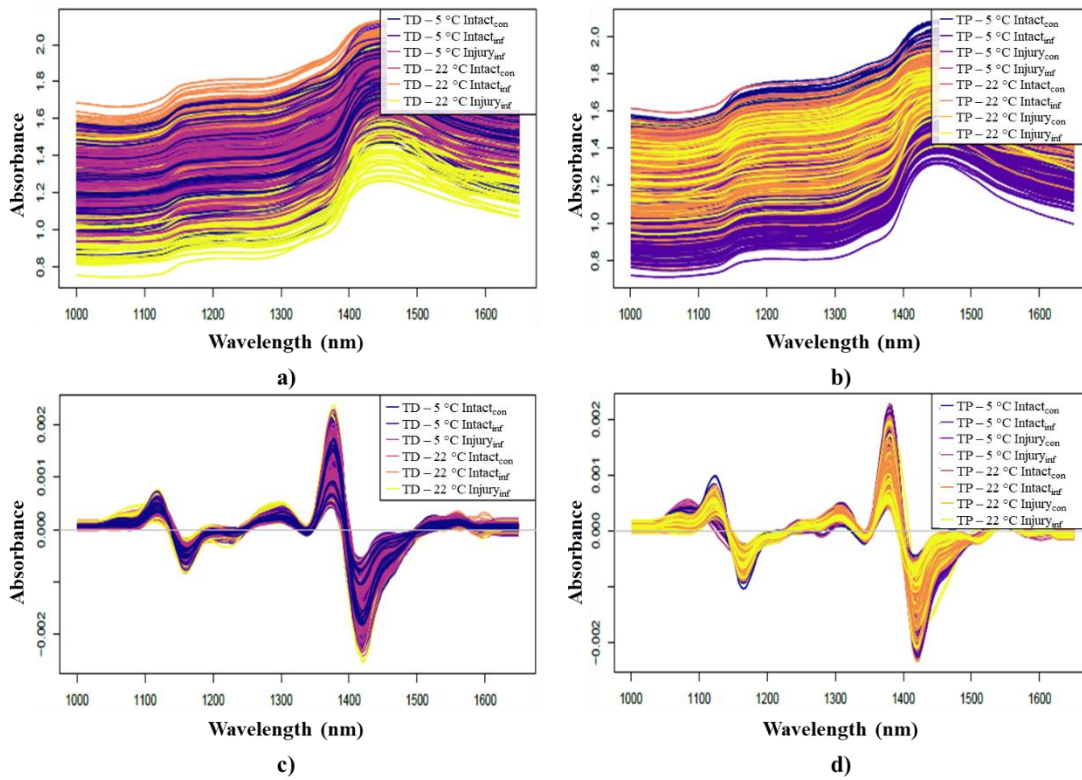 TD – 5 °C Intactcon
TD – 5 °C Intactinf
TD – 5 °C Injuryinf
TD – 22 °C Intactcon
TD – 22 °C Intactinf
TD – 22 °C Injuryinf
Absorbance
2.0
1.8
1.6
1.4
1.2
1.0
0.8
1000 1100 1200 1300 1400 1500 1600
Wavelength (nm)
a)
TP – 5 °C Intactcon
TP – 5 °C Intactinf
TP – 5 °C Injurycon
TP – 5 °C Injuryinf
TP – 22 °C Intactcon
TP – 22 °C Intactinf
TP – 22 °C Injurycon
TP – 22 °C Injuryinf
Absorbance
2.0
1.8
1.6
1.4
1.2
1.0
0.8
1000 1100 1200 1300 1400 1500 1600
Wavelength (nm)
b)
TD – 5 °C Intactcon
TD – 5 °C Intactinf
TD – 5 °C Injuryinf
TD – 22 °C Intactcon
TD – 22 °C Intactinf
TD – 22 °C Injuryinf
Absorbance
0.002
0.001
0.000
−0.002
1000 1100 1200 1300 1400 1500 1600
Wavelength (nm)
c)
TP – 5 °C Intactcon
TP – 5 °C Intactinf
TP – 5 °C Injurycon
TP – 5 °C Injuryinf
TP – 22 °C Intactcon
TP – 22 °C Intactinf
TP – 22 °C Injurycon
TP – 22 °C Injuryinf
Absorbance
0.002
0.001
0.000
−0.002
1000 1100 1200 1300 1400 1500 1600
Wavelength (nm)
d)